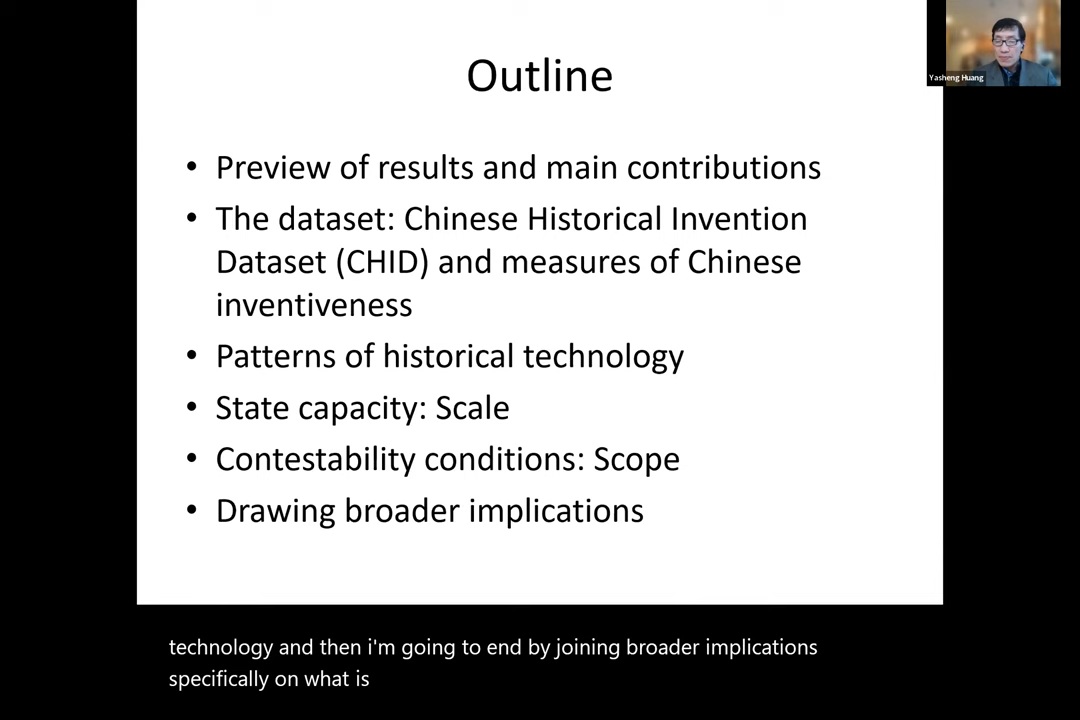 Outline
Yasheng Huang
• Preview of results and main contributions
• The dataset: Chinese Historical Invention
Dataset (CHID) and measures of Chinese
inventiveness
• Patterns of historical technology
• State capacity: Scale
• Contestability conditions: Scope
• Drawing broader implications
technology and then i'm going to end by joining broader implications
specifically on what is